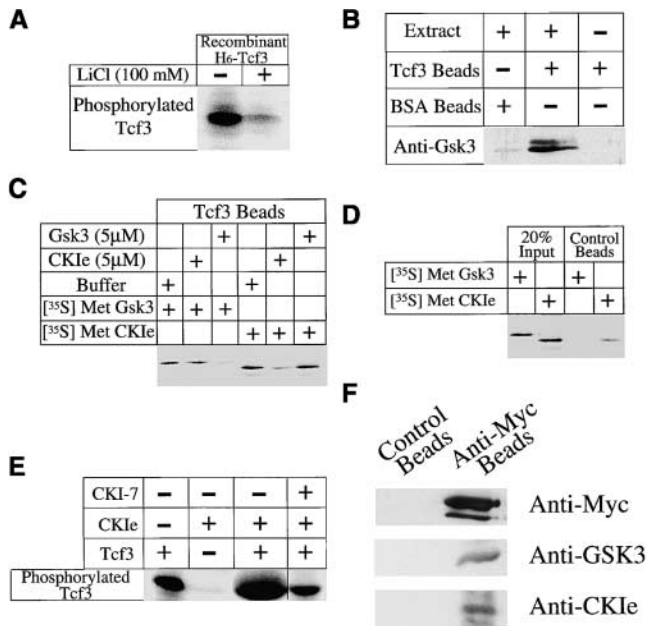 A
Recombinant
H6-Tcf3
LiCl (100 mM) − +
Phosphorylated
Tcf3
B
Extract + + −
Tcf3 Beads − + +
BSA Beads + − −
Anti-Gsk3
C
Tcf3 Beads
Gsk3 (5μM) + +
CKIe (5μM) + +
Buffer + +
[35S] Met Gsk3 + + +
[35S] Met CKIe + + +
D
20%
Input
Control
Beads
[35S] Met Gsk3 + +
[35S] Met CKIe + +
E
CKI-7 − − − +
CKIe − + + +
Tcf3 + − + +
Phosphorylated
Tcf3
F
Control
Beads
Anti-Myc
Beads
Anti-Myc
Anti-GSK3
Anti-CKIe